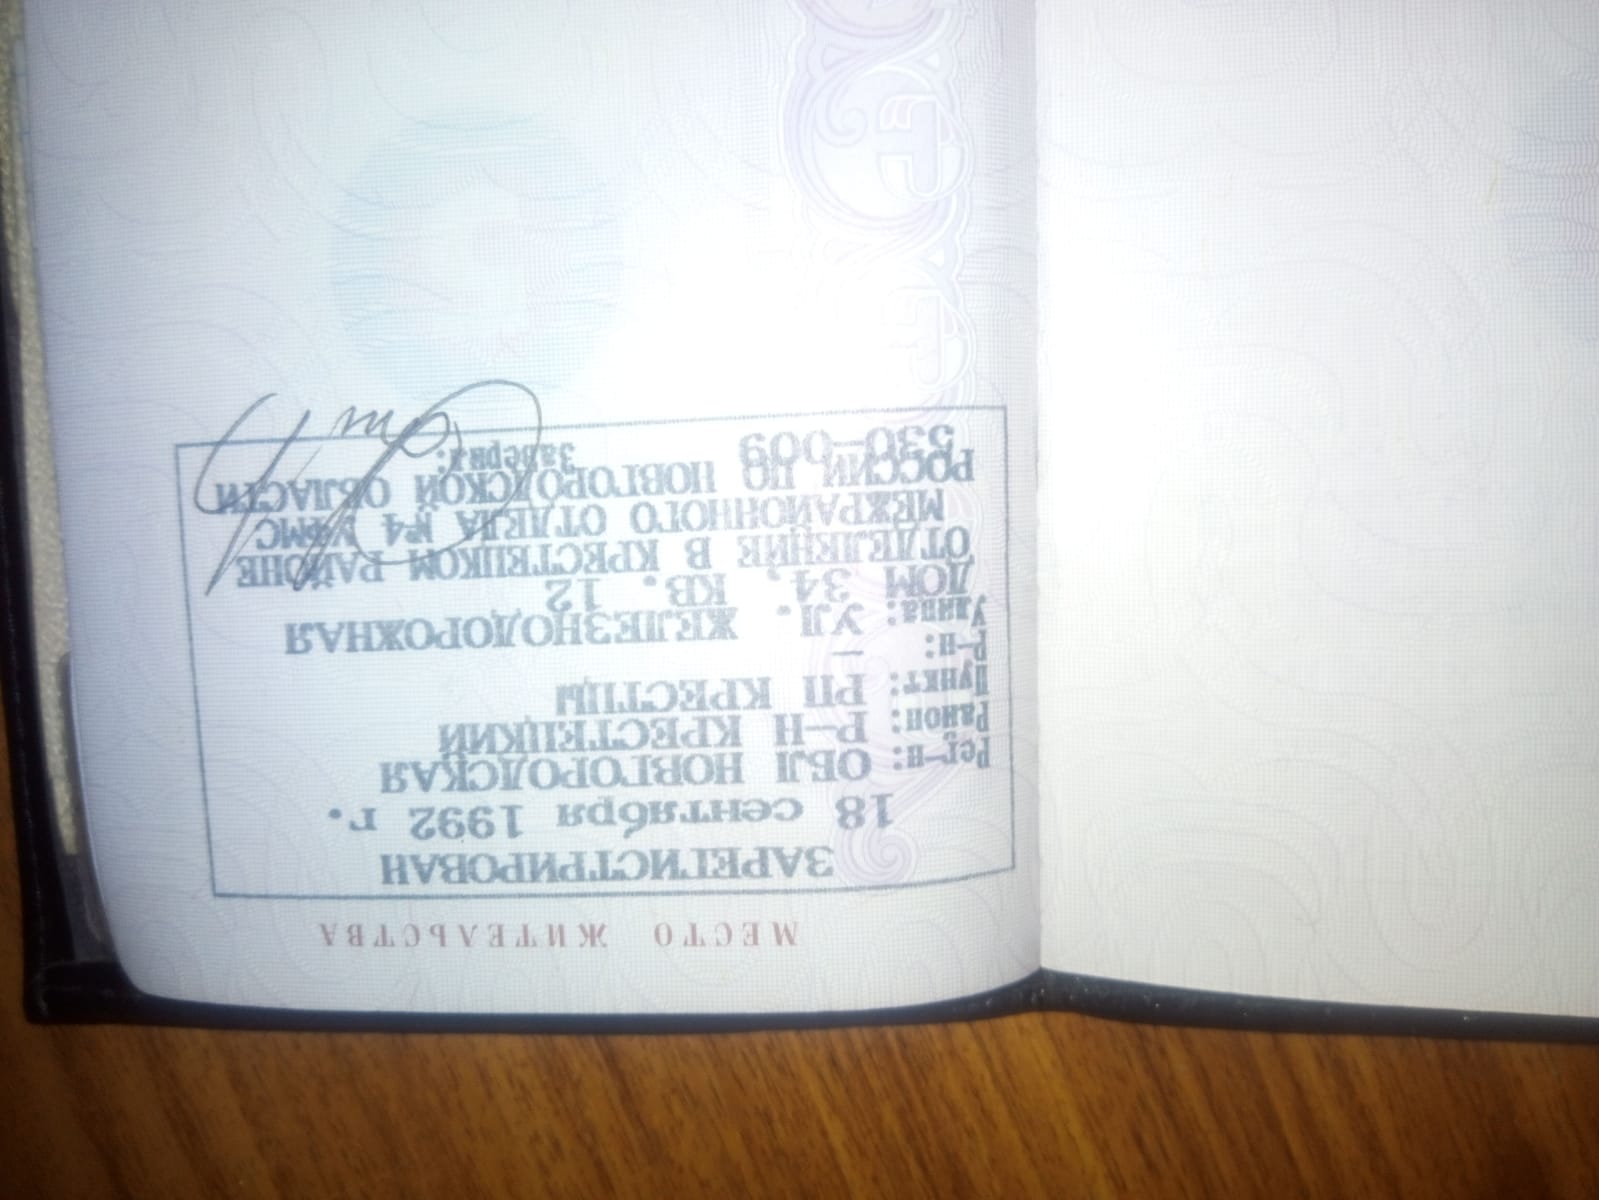 МЕСТО ЖИТЕЛЬСТВА
ЗАРЕГИСТРИРОВАН
18 сентября 1992 г.
Рег-н: ОБЛ НОВГОРОДСКАЯ
Район: Р-Н КРЕСТЕЦКИЙ
Пункт: РП КРЕСТЦЫ
Р-н: –
Улица: УЛ. ЖЕЛЕЗНОДОРОЖНАЯ
ДОМ 34, КВ. 12
ОТДЕЛЕНИЕ В КРЕСТЕЦКОМ РАЙОНЕ
МЕЖРАЙОННОГО ОТДЕЛА №4 УФМС
РОССИИ ПО НОВГОРОДСКОЙ ОБЛАСТИ
530-009 Заверил: